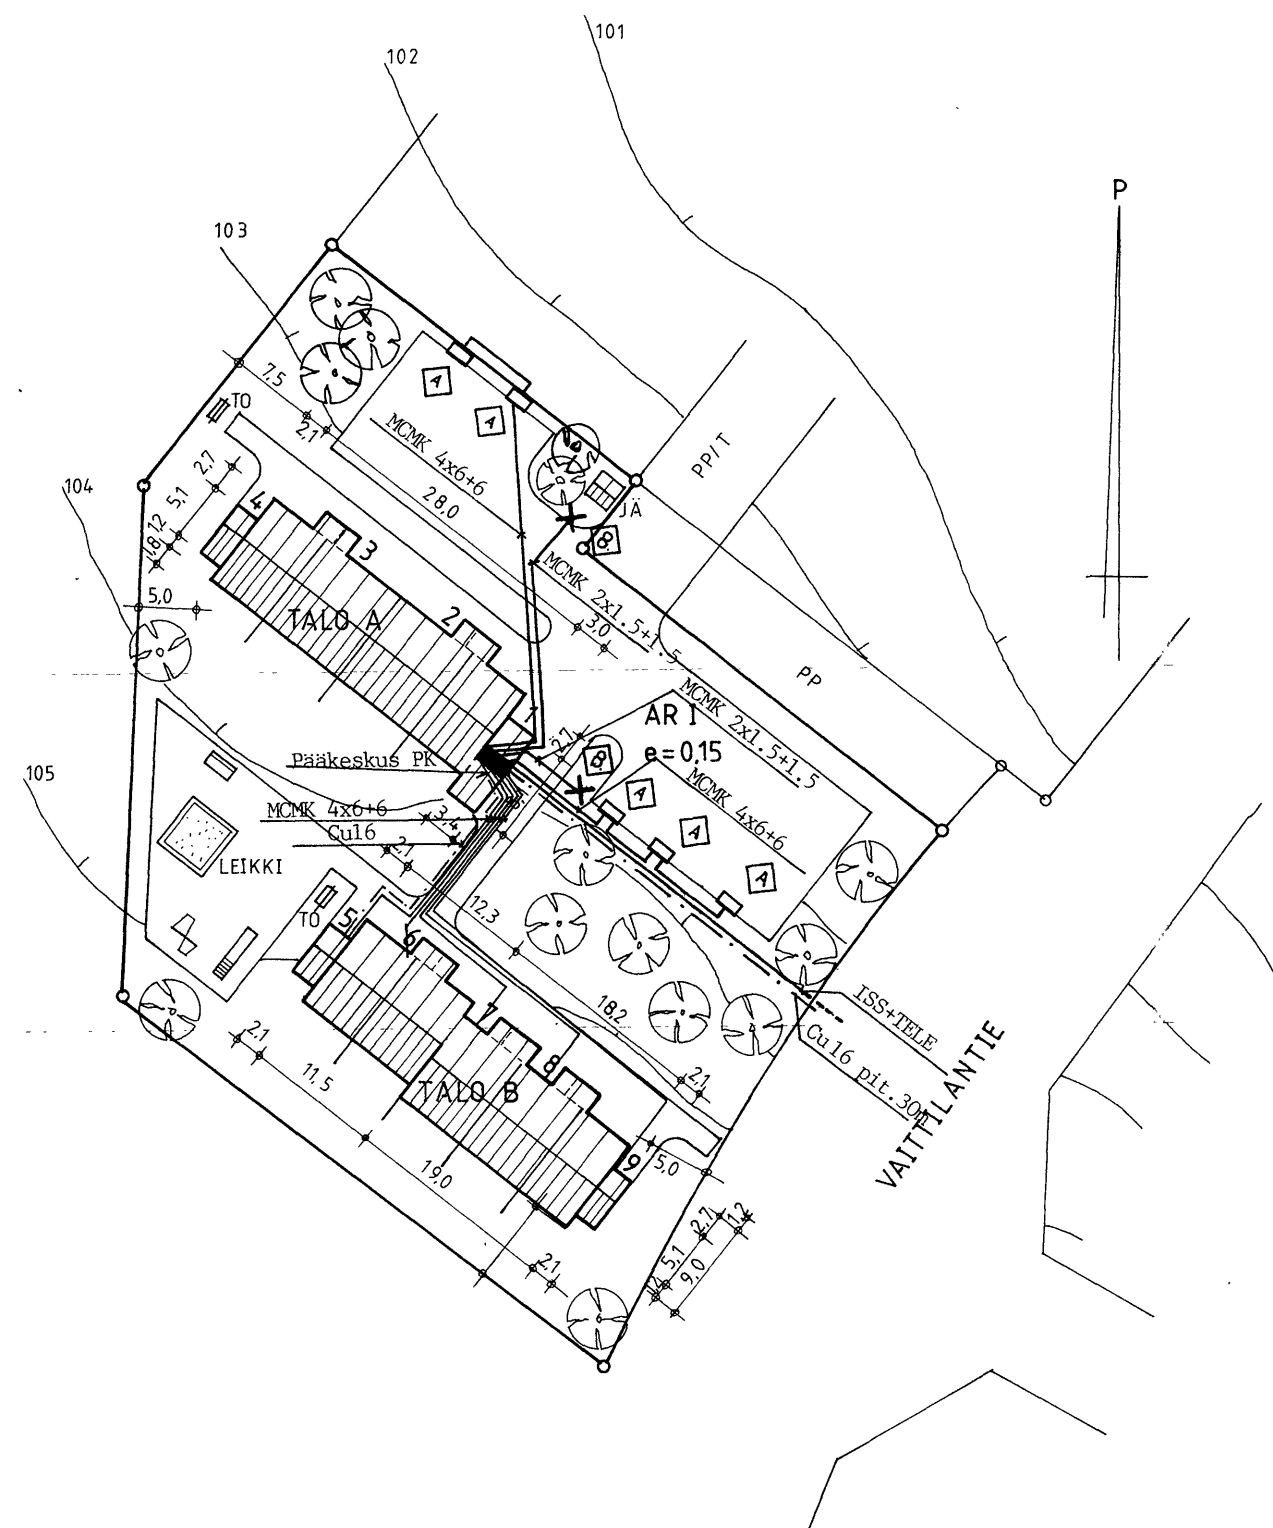 101
102
P
103
7,5
A
TO
A
2,1
MCMK 4x6+6
PP/T
2,7
28,0
104
4
5,1
JÄ
1,2
B
1,8
3
MCMK 2x1.5+1.5
5,0
TALO A
2
3,0
PP
MCMK 2x1.5+1.5
1
AR I
2,7
e=0,15
Pääkeskus PK
B
105
MCMK 4x6+6
A
MCMK 4x6+6
3,4
Cu16
A
2,1
LEIKKI
A
12,3
TO
5
6
ISS+TELE
18,2
7
Cu16 pit.30m
2,1
11,5
8
2,1
TALO B
VAITTILANTIE
9
5,0
19,0
2,7
1,2
5,1
9,0
2,1